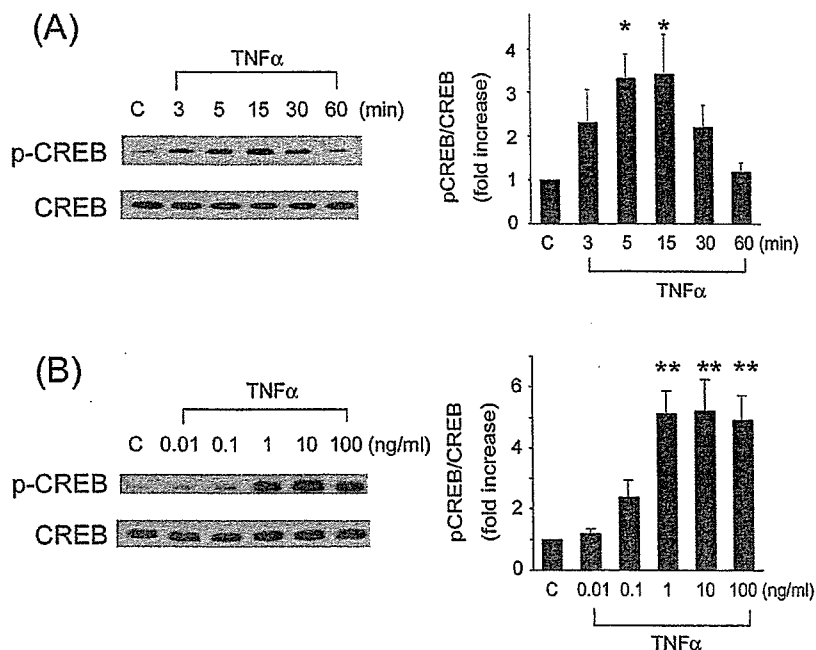 (A)
TNFα
C 3 5 15 30 60 (min)
p-CREB
CREB
pCREB/CREB
(fold increase)
4
3
2
1
0
* *
C 3 5 15 30 60 (min)
TNFα
(B)
TNFα
C 0.01 0.1 1 10 100 (ng/ml)
p-CREB
CREB
pCREB/CREB
(fold increase)
6
4
2
1
0
** ** **
C 0.01 0.1 1 10 100 (ng/ml)
TNFα